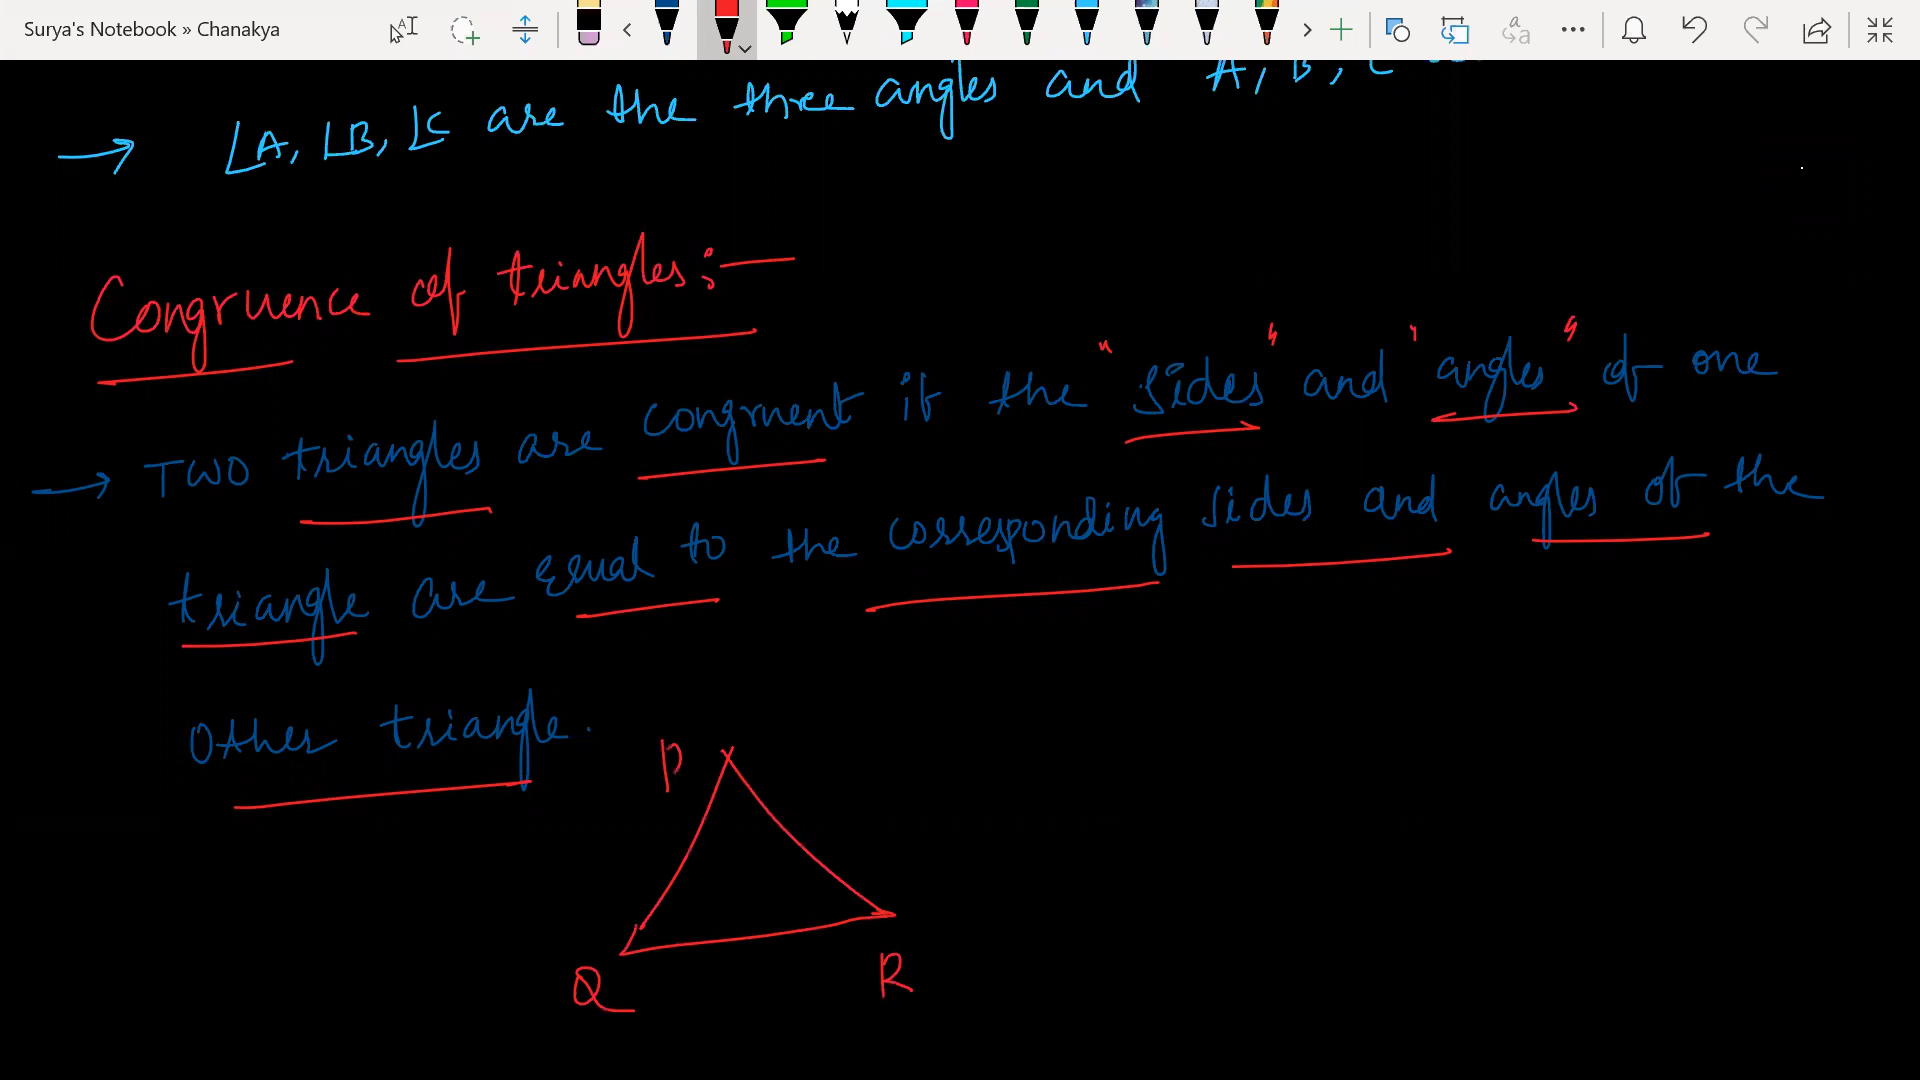 Surya's Notebook » Chanakya
→ ∠A, ∠B, ∠C are the three angles and A, B, C
Congruence of triangles:—
→ Two triangles are congruent if the "sides" and "angles" of one
triangle are equal to the corresponding sides and angles of the
other triangle.
P
Q
R